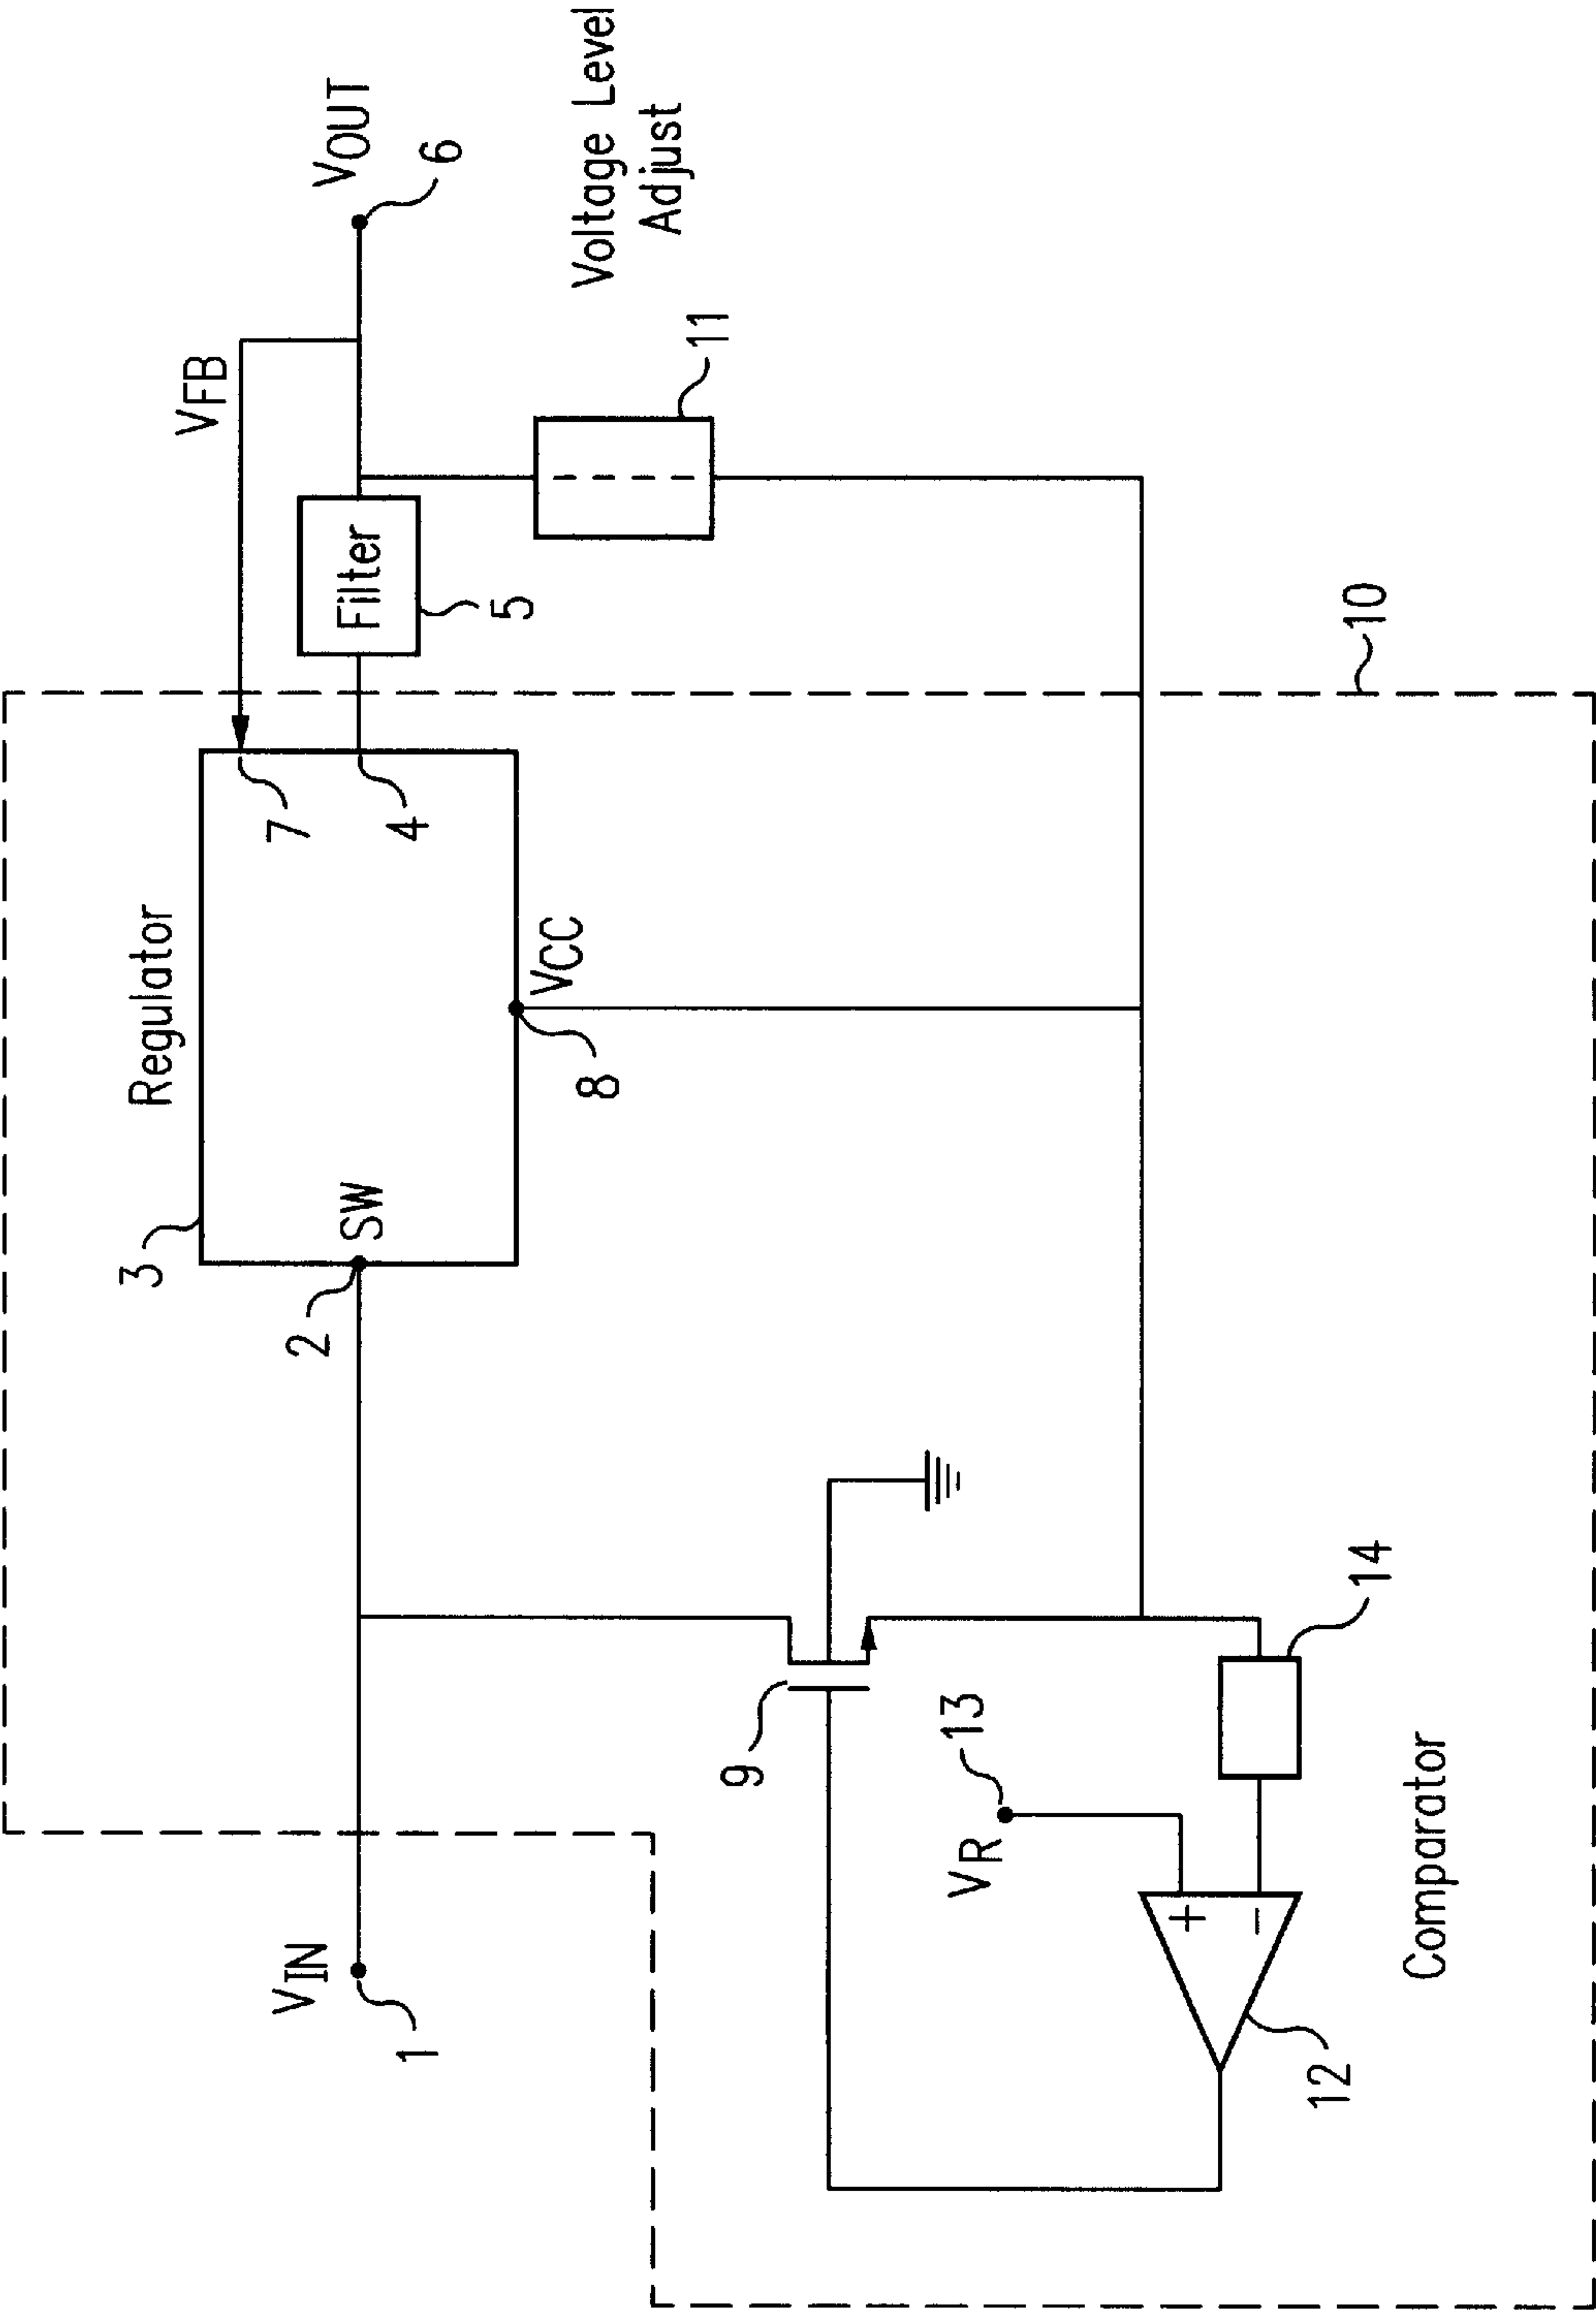 Regulator
3
VIN
1
2
SW
7
4
VFB
Filter
5
VOUT
6
VCC
8
Voltage Level
Adjust
11
9
VR
13
14
+
−
12
Comparator
10